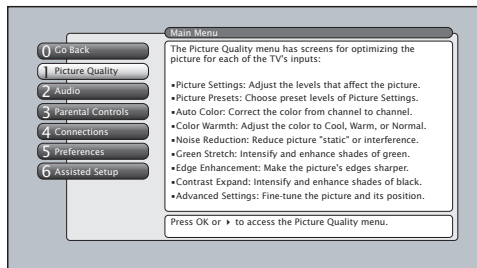 Main Menu
0 Go Back
1 Picture Quality
2 Audio
3 Parental Controls
4 Connections
5 Preferences
6 Assisted Setup
The Picture Quality menu has screens for optimizing the
picture for each of the TV's inputs:
▪Picture Settings: Adjust the levels that affect the picture.
▪Picture Presets: Choose preset levels of Picture Settings.
▪Auto Color: Correct the color from channel to channel.
▪Color Warmth: Adjust the color to Cool, Warm, or Normal.
▪Noise Reduction: Reduce picture "static" or interference.
▪Green Stretch: Intensify and enhance shades of green.
▪Edge Enhancement: Make the picture's edges sharper.
▪Contrast Expand: Intensify and enhance shades of black.
▪Advanced Settings: Fine-tune the picture and its position.
Press OK or ▸ to access the Picture Quality menu.